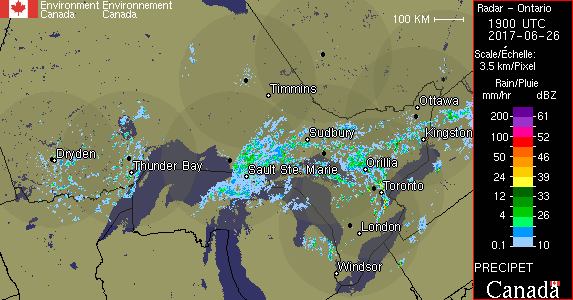 Environment Environnement
Canada Canada
100 KM
Timmins
Ottawa
Sudbury
Kingston
Dryden
Thunder Bay
Sault Ste. Marie
Orillia
Toronto
London
Windsor
Radar - Ontario
1900 UTC
2017-06-26
Scale/Échelle:
3.5 km/Pixel
Rain/Pluie
mm/hr dBZ
200 61
100 52
50 46
24 39
12 33
4 26
0.1 10
PRECIPET
Canada